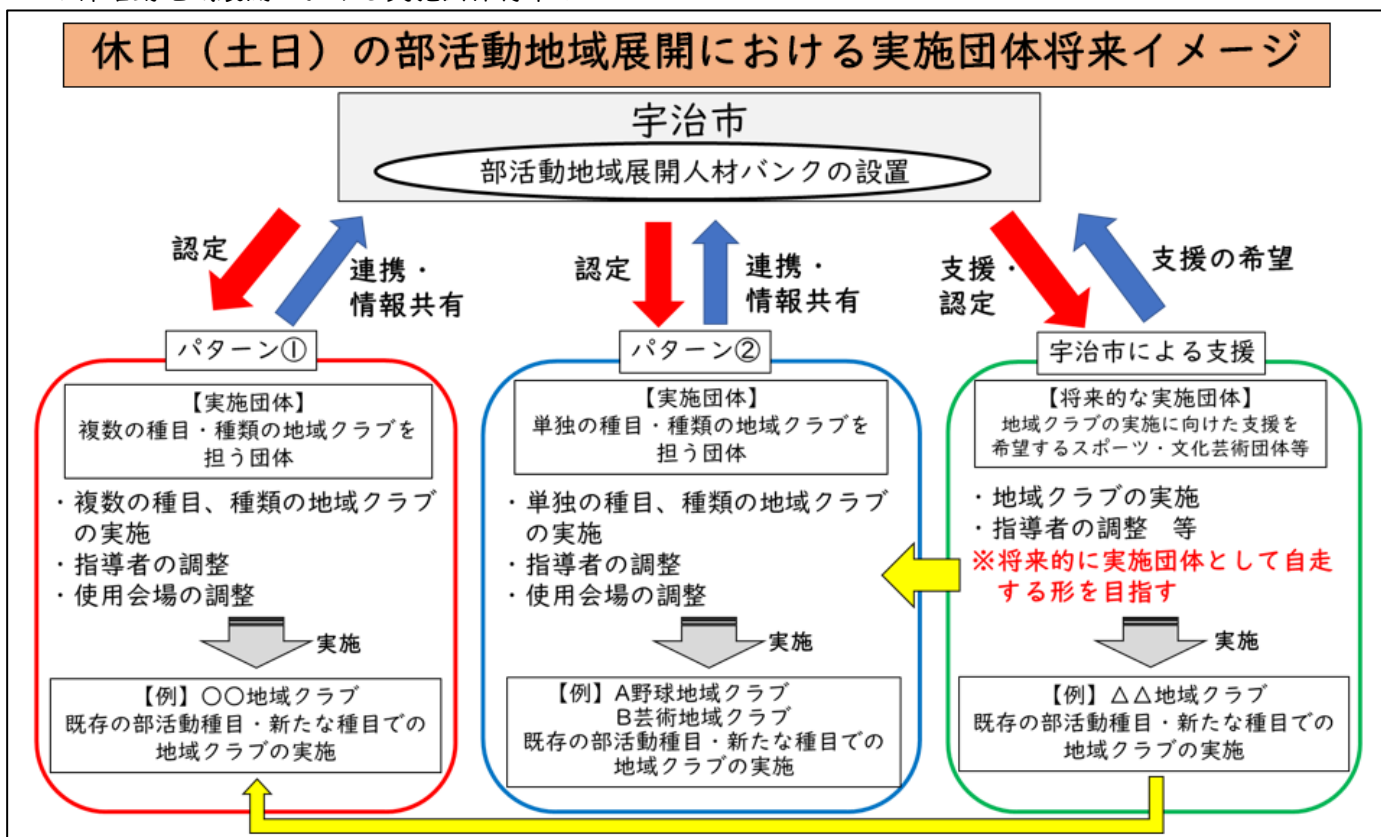 休日（土日）の部活動地域展開における実施団体将来イメージ
宇治市
部活動地域展開人材バンクの設置
認定
連携・
情報共有
認定
連携・
情報共有
支援・
認定
支援の希望
パターン①
【実施団体】
複数の種目・種類の地域クラブを
担う団体
・複数の種目、種類の地域クラブ
の実施
・指導者の調整
・使用会場の調整
実施
【例】〇〇地域クラブ
既存の部活動種目・新たな種目での
地域クラブの実施
パターン②
【実施団体】
単独の種目・種類の地域クラブを
担う団体
・単独の種目、種類の地域クラブ
の実施
・指導者の調整
・使用会場の調整
実施
【例】A野球地域クラブ
B芸術地域クラブ
既存の部活動種目・新たな種目での
地域クラブの実施
宇治市による支援
【将来的な実施団体】
地域クラブの実施に向けた支援を
希望するスポーツ・文化芸術団体等
・地域クラブの実施
・指導者の調整　等
※将来的に実施団体として自走
する形を目指す
実施
【例】△△地域クラブ
既存の部活動種目・新たな種目での
地域クラブの実施